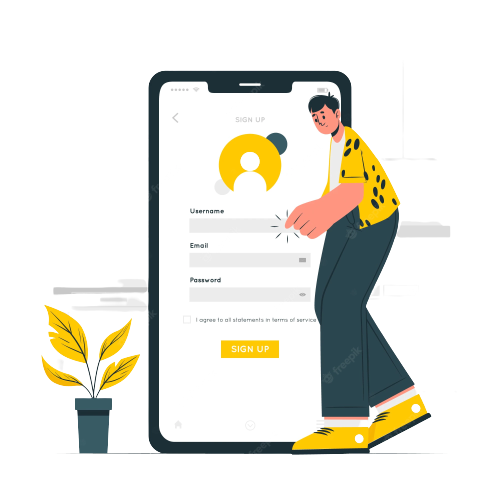 SIGN UP
Username
Email
Password
I agree to all statements in terms of service
SIGN UP
freepik